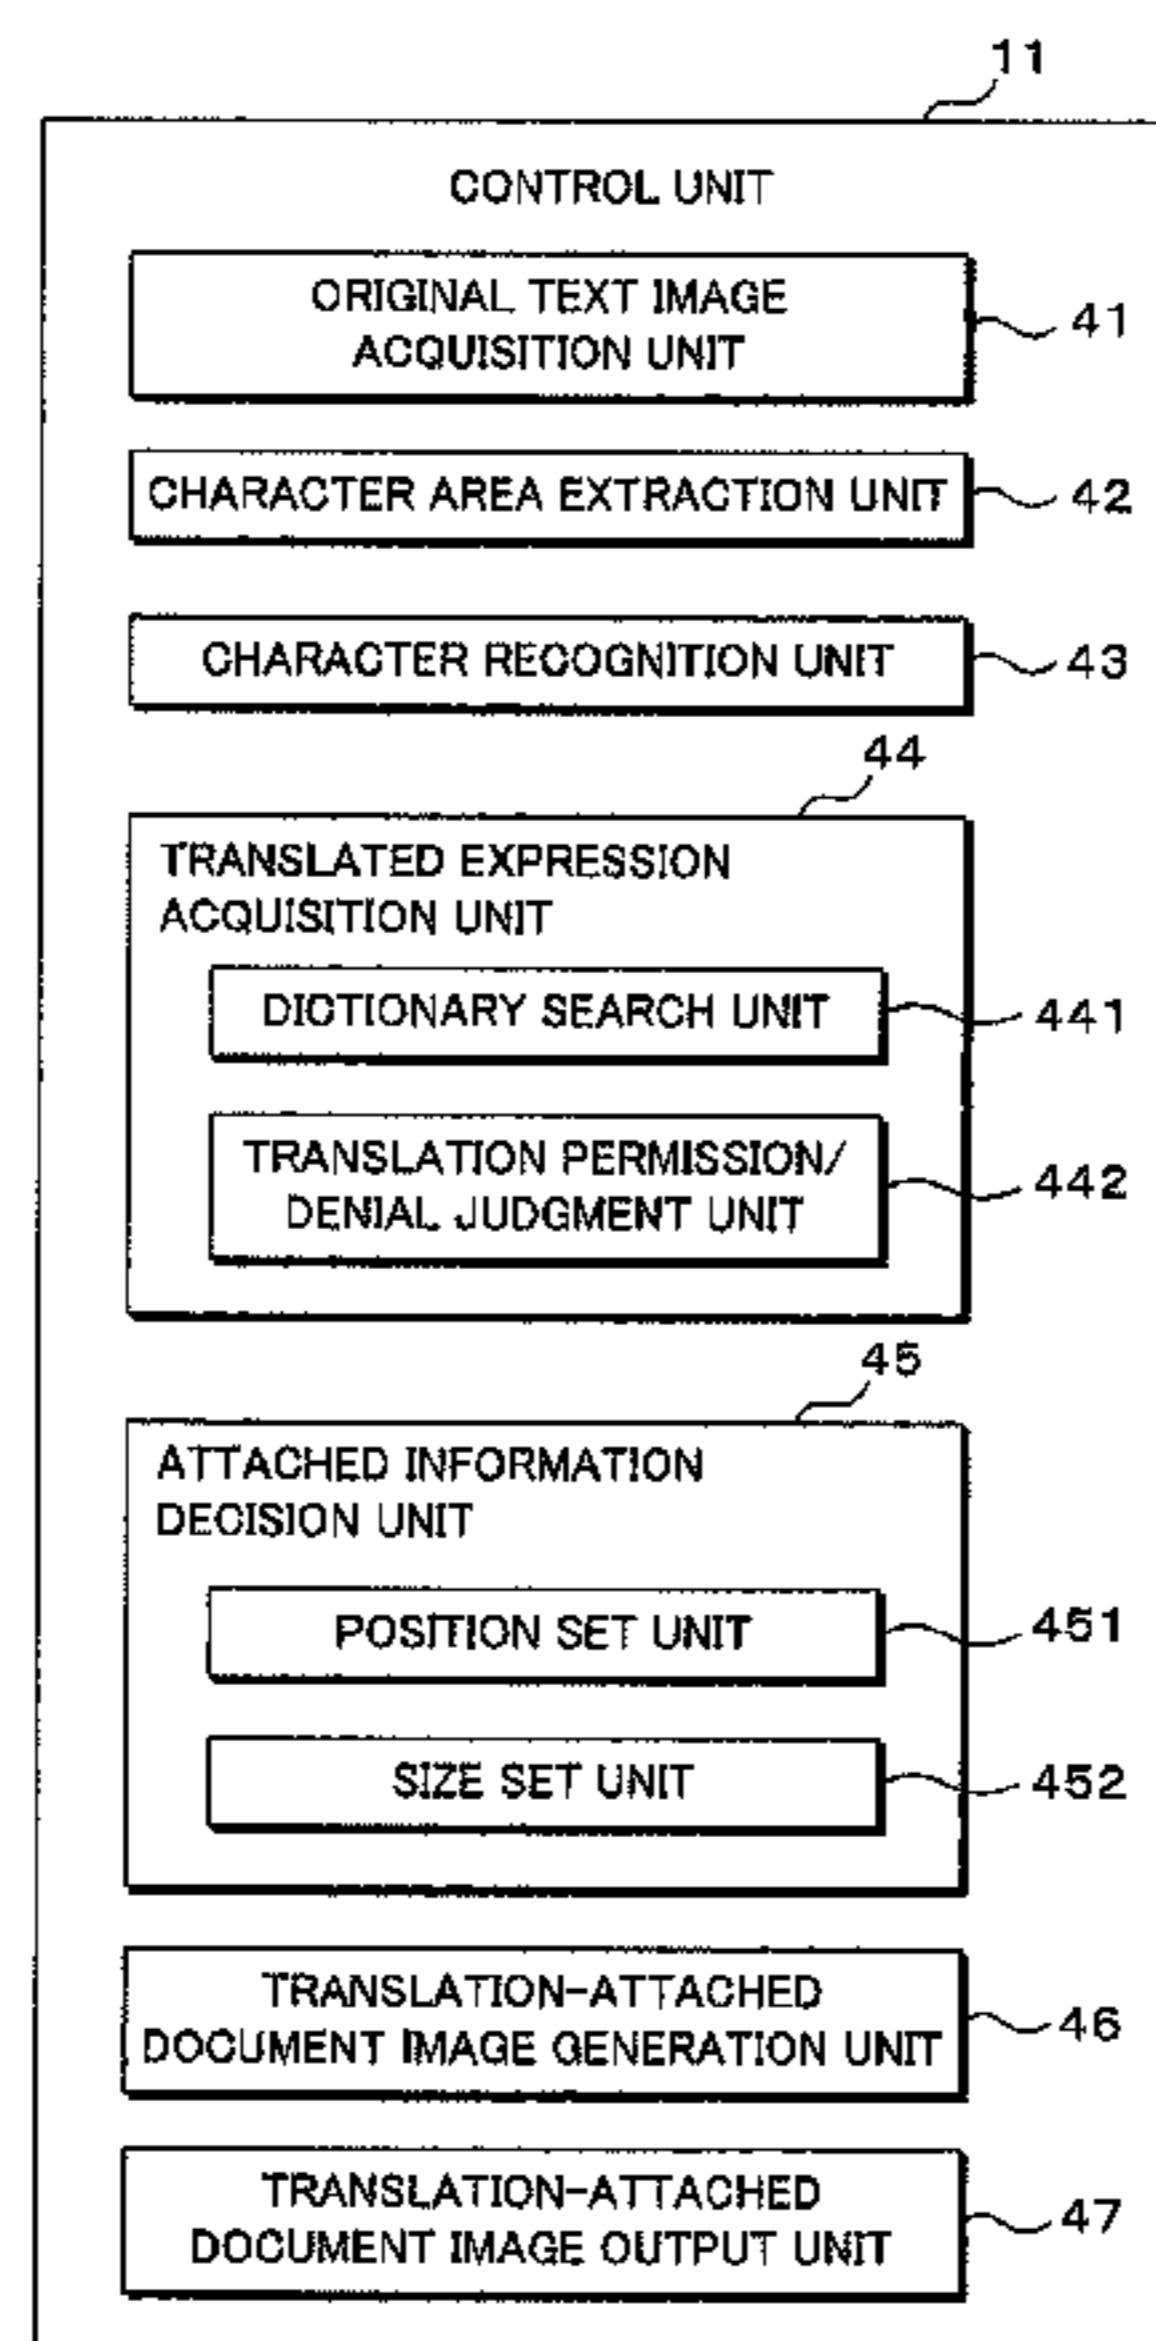 11
CONTROL UNIT
ORIGINAL TEXT IMAGE
ACQUISITION UNIT
41
CHARACTER AREA EXTRACTION UNIT
42
CHARACTER RECOGNITION UNIT
43
44
TRANSLATED EXPRESSION
ACQUISITION UNIT
DICTIONARY SEARCH UNIT
441
TRANSLATION PERMISSION/
DENIAL JUDGMENT UNIT
442
45
ATTACHED INFORMATION
DECISION UNIT
POSITION SET UNIT
451
SIZE SET UNIT
452
TRANSLATION-ATTACHED
DOCUMENT IMAGE GENERATION UNIT
46
TRANSLATION-ATTACHED
DOCUMENT IMAGE OUTPUT UNIT
47